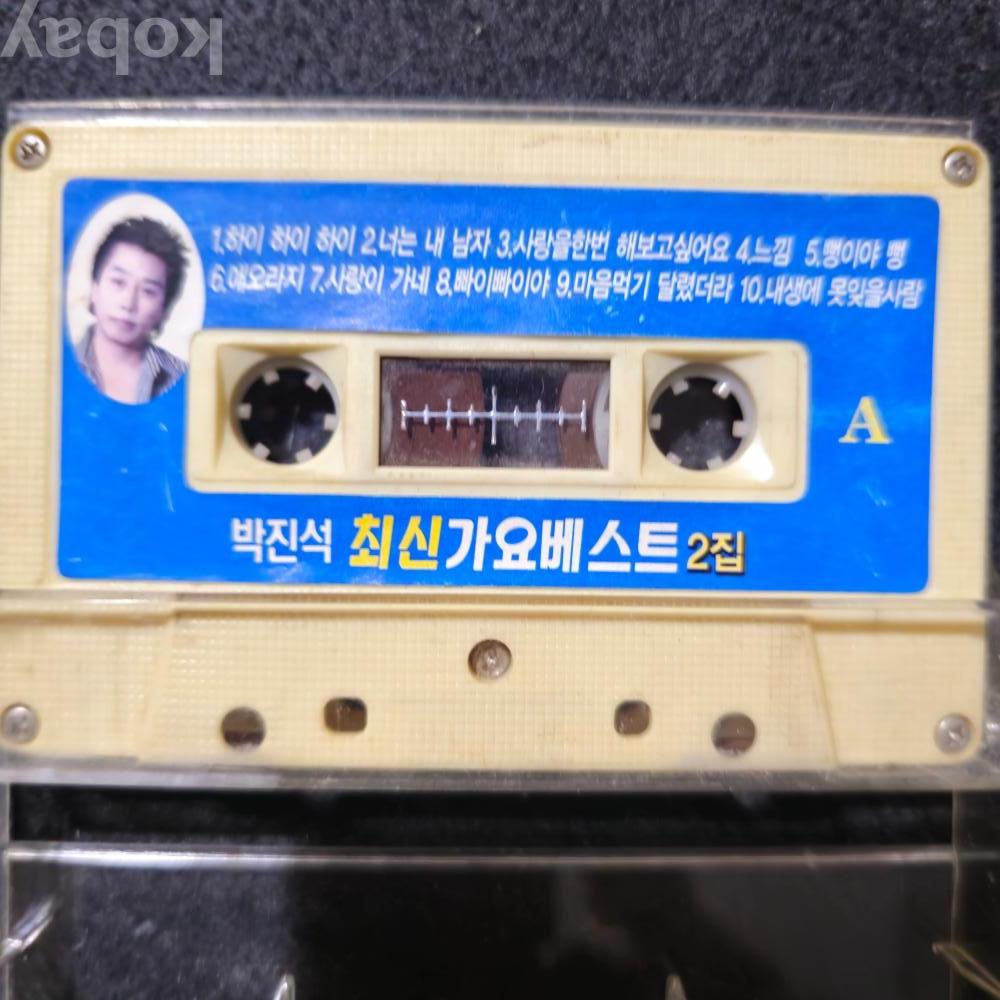 kobay
1.하이 하이 하이 2.너는 내 남자 3.사랑을한번 해보고싶어요 4.느낌 5.뻥이야 뻥
6.애오라지 7.사랑이 가네 8.빠이빠이야 9.마음먹기 달렸더라 10.내생에 못잊을사람
A
박진석 최신가요베스트 2집